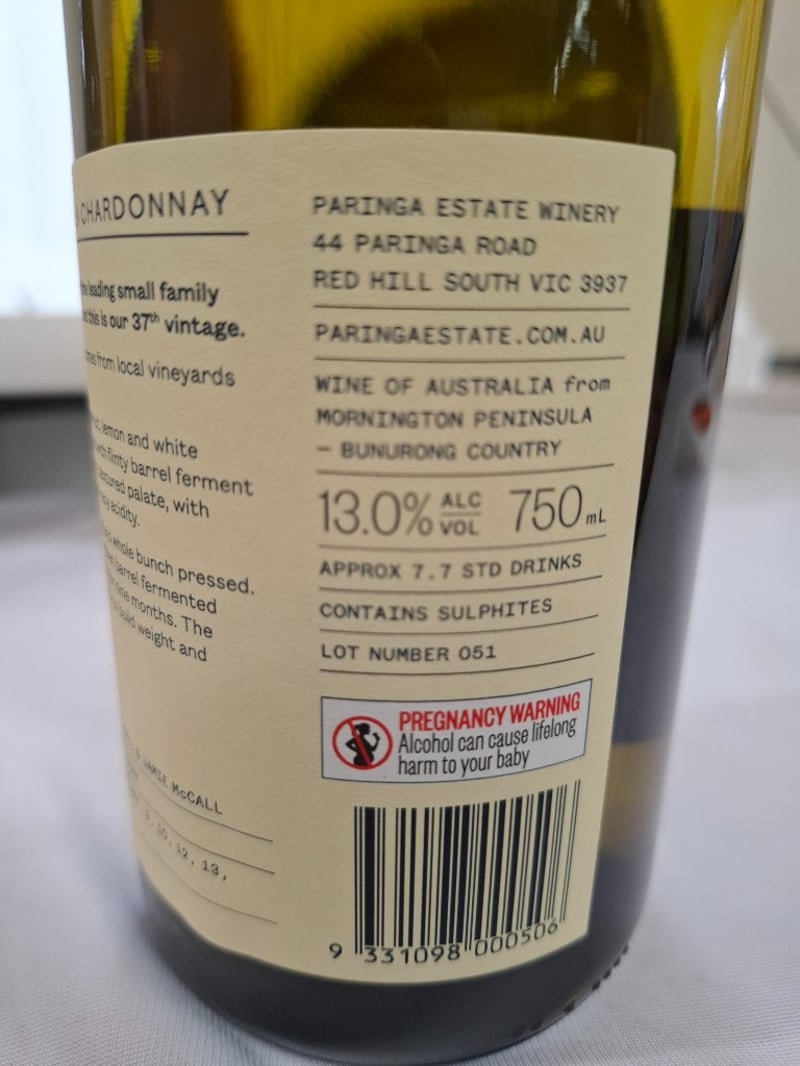 CHARDONNAY
leading small family
this is our 37th vintage.
from local vineyards
lemon and white
flinty barrel ferment
palate, with
acidity.
whole bunch pressed.
barrel fermented
months. The
build weight and
& JAMIE McCALL
10, 12, 13,
PARINGA ESTATE WINERY
44 PARINGA ROAD
RED HILL SOUTH VIC 3937
PARINGAESTATE.COM.AU
WINE OF AUSTRALIA from
MORNINGTON PENINSULA
– BUNURONG COUNTRY
13.0% ALC VOL 750mL
APPROX 7.7 STD DRINKS
CONTAINS SULPHITES
LOT NUMBER 051
PREGNANCY WARNING
Alcohol can cause lifelong
harm to your baby
9 331098 000506